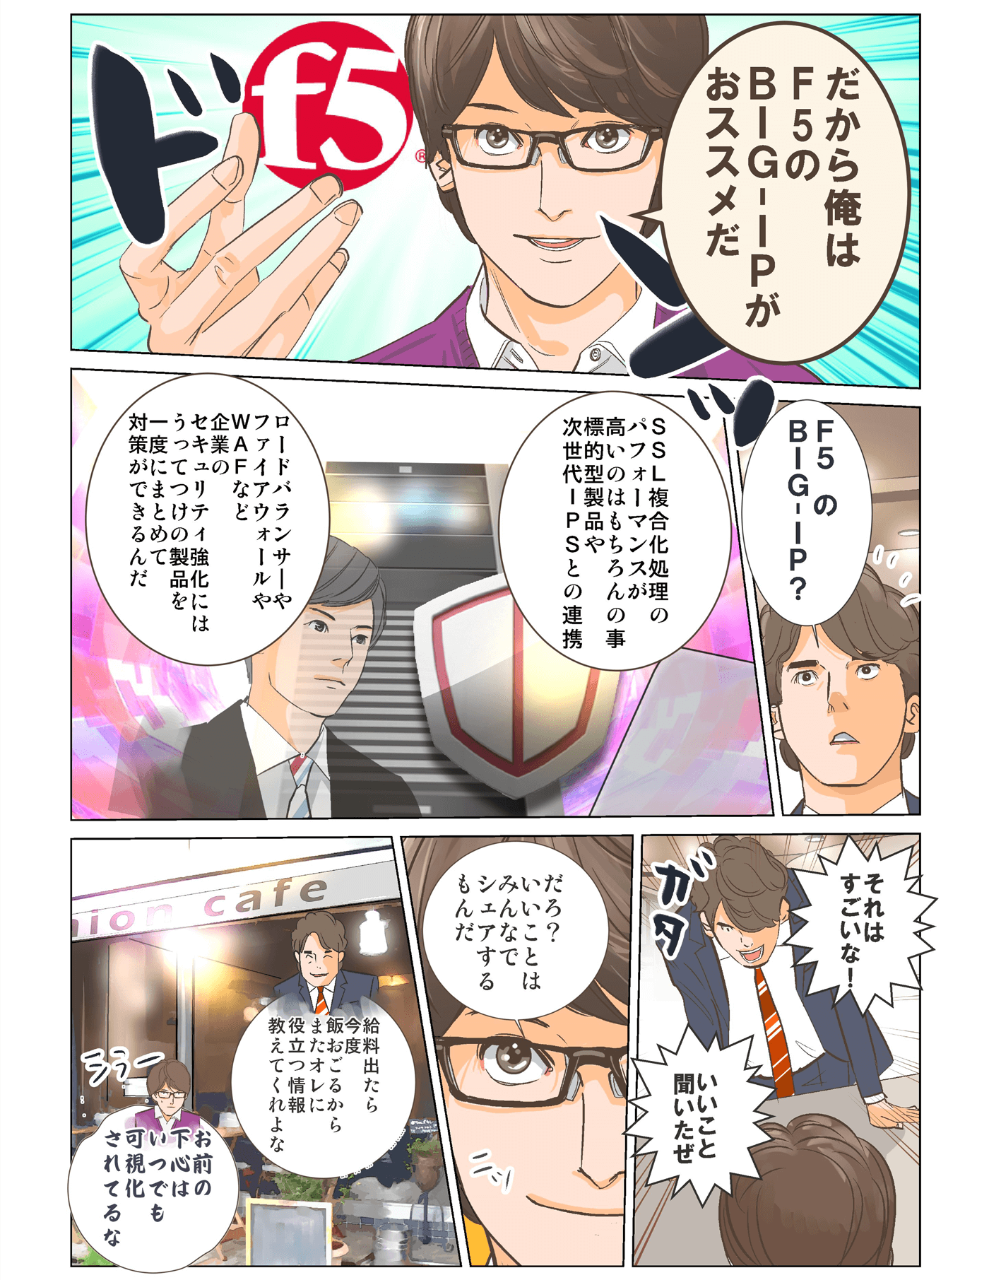 だから俺は
F5の
BIG-IPが
おススメだ
f5
®
ド
ドン
F5 の
BIG-IP?
SSL複合化処理の
パフォーマンスが
高いのはもちろんの事
標的型製品や
次世代IPSとの連携
ロードバランサーや
ファイアウォールや
WAFなど
企業の
セキュリティ強化には
うってつけの製品を
一度にまとめて
対策ができるんだ
それは
すごいな!
ガタ
いいこと
聞いたぜ
だろ?
いいことは
みんなで
シェアする
もんだ
ニッ
nion cafe
給料出たら
今度
飯おごるから
またオレに
役立つ情報
教えてくれよな
シラー
お前の
下心は
いつでも
可視化
されてるな